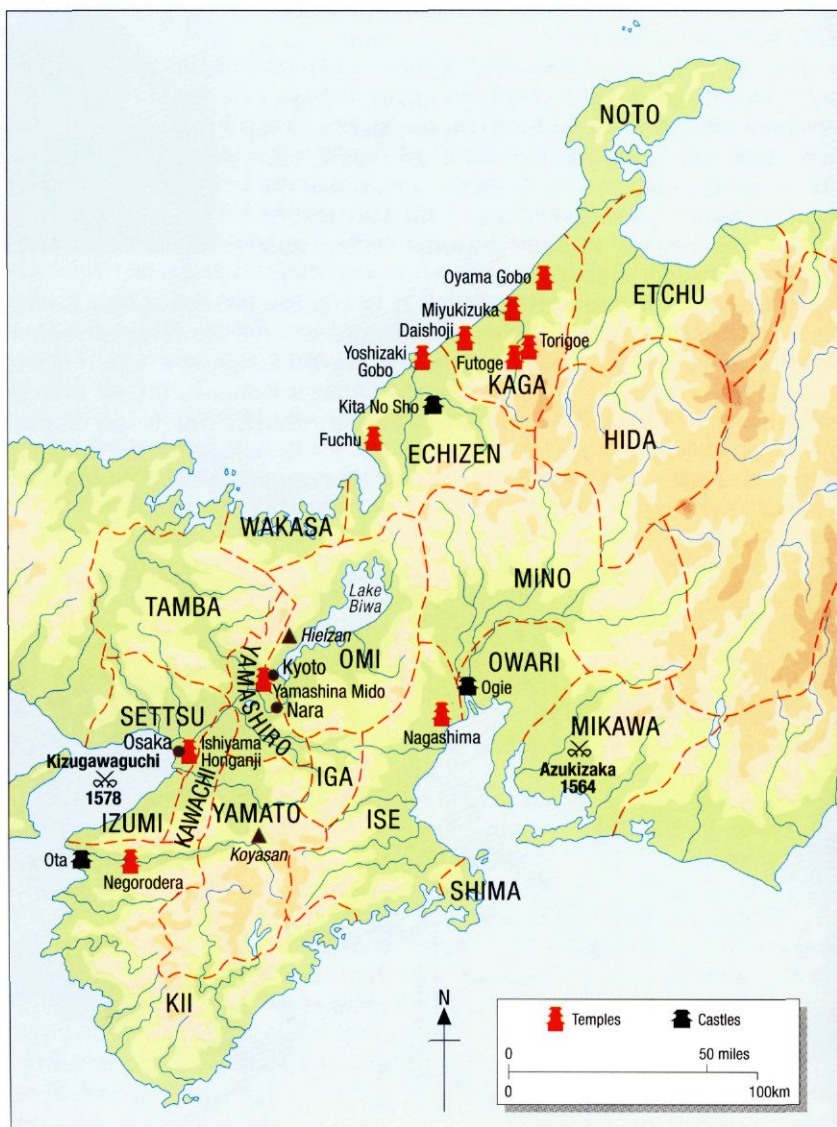 NOTO
Oyama Gobo
ETCHU
Miyukizuka
Daishoji
Torigoe
Yoshizaki
Gobo
Futoge
KAGA
Kita No Sho
HIDA
Fuchu
ECHIZEN
WAKASA
MiNO
TAMBA
Lake
Biwa
Hieizan
OMI
OWARI
YAMASHIRO
Kyoto
Yamashina Mido
Ogie
Nara
SETTSU
Nagashima
MIKAWA
Osaka
Ishiyama
Honganji
Kizugawaguchi
1578
Azukizaka
1564
IGA
KAWACHI
YAMATO
ISE
IZUMI
Koyasan
Ota
Negorodera
SHIMA
KII
N
Temples
Castles
0
50 miles
0
100km